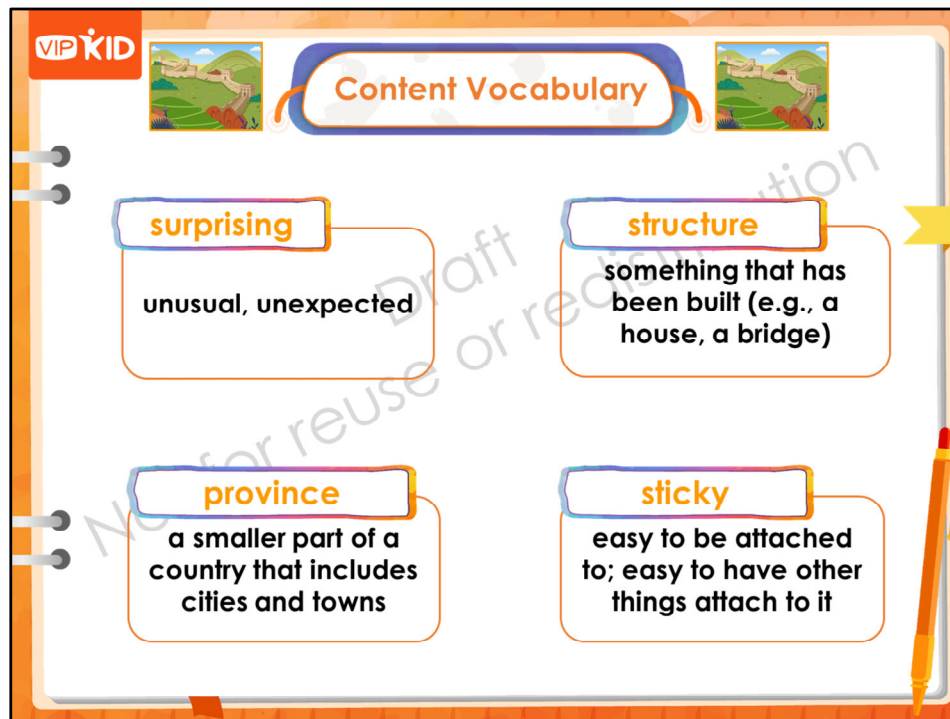 VIPKID
Content Vocabulary
surprising
unusual, unexpected
structure
something that has
been built (e.g., a
house, a bridge)
province
a smaller part of a
country that includes
cities and towns
sticky
easy to be attached
to; easy to have other
things attach to it
Draft
Not for reuse or redistribution